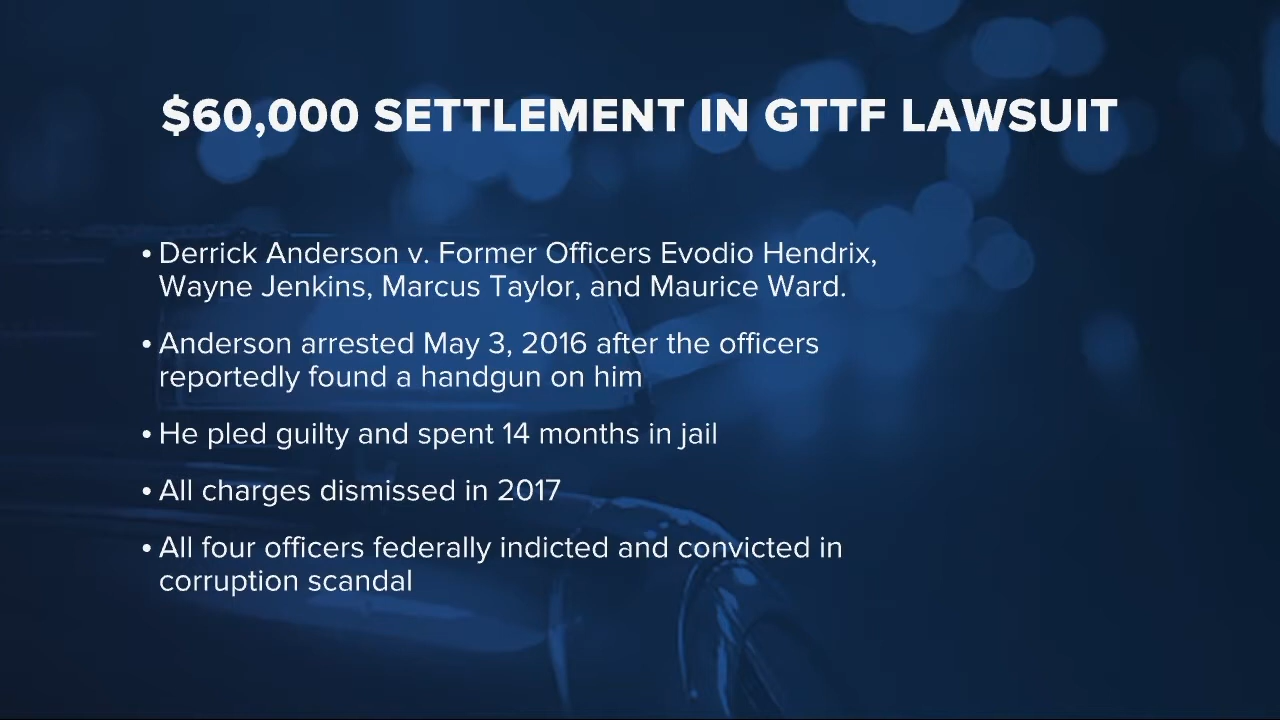 $60,000 SETTLEMENT IN GTTF LAWSUIT
• Derrick Anderson v. Former Officers Evodio Hendrix,
Wayne Jenkins, Marcus Taylor, and Maurice Ward.
• Anderson arrested May 3, 2016 after the officers
reportedly found a handgun on him
• He pled guilty and spent 14 months in jail
• All charges dismissed in 2017
• All four officers federally indicted and convicted in
corruption scandal